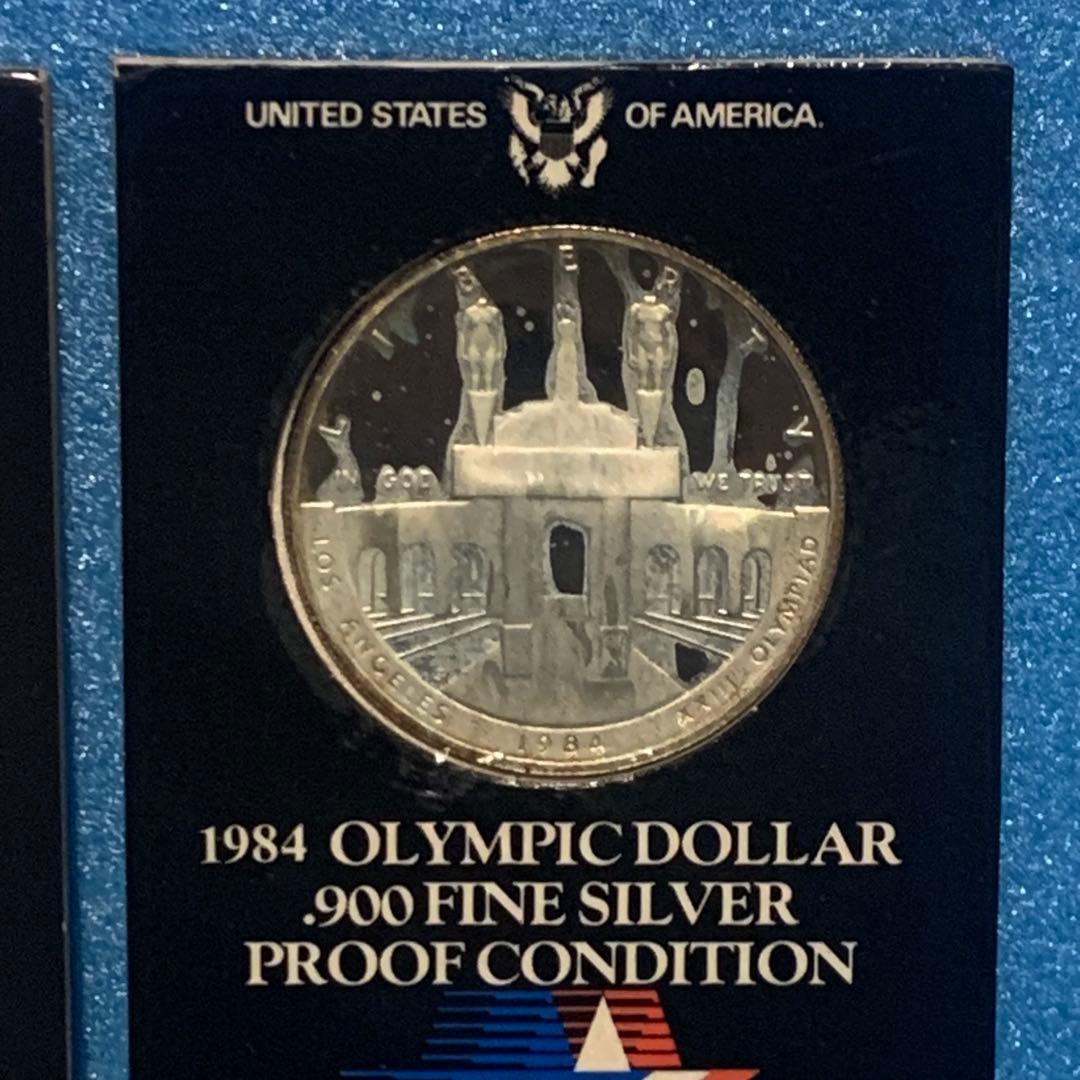 UNITED STATES OF AMERICA.
LIBERTY
IN GOD WE TRUST
LOS ANGELES XXIII OLYMPIAD
1984
1984 OLYMPIC DOLLAR
.900 FINE SILVER
PROOF CONDITION